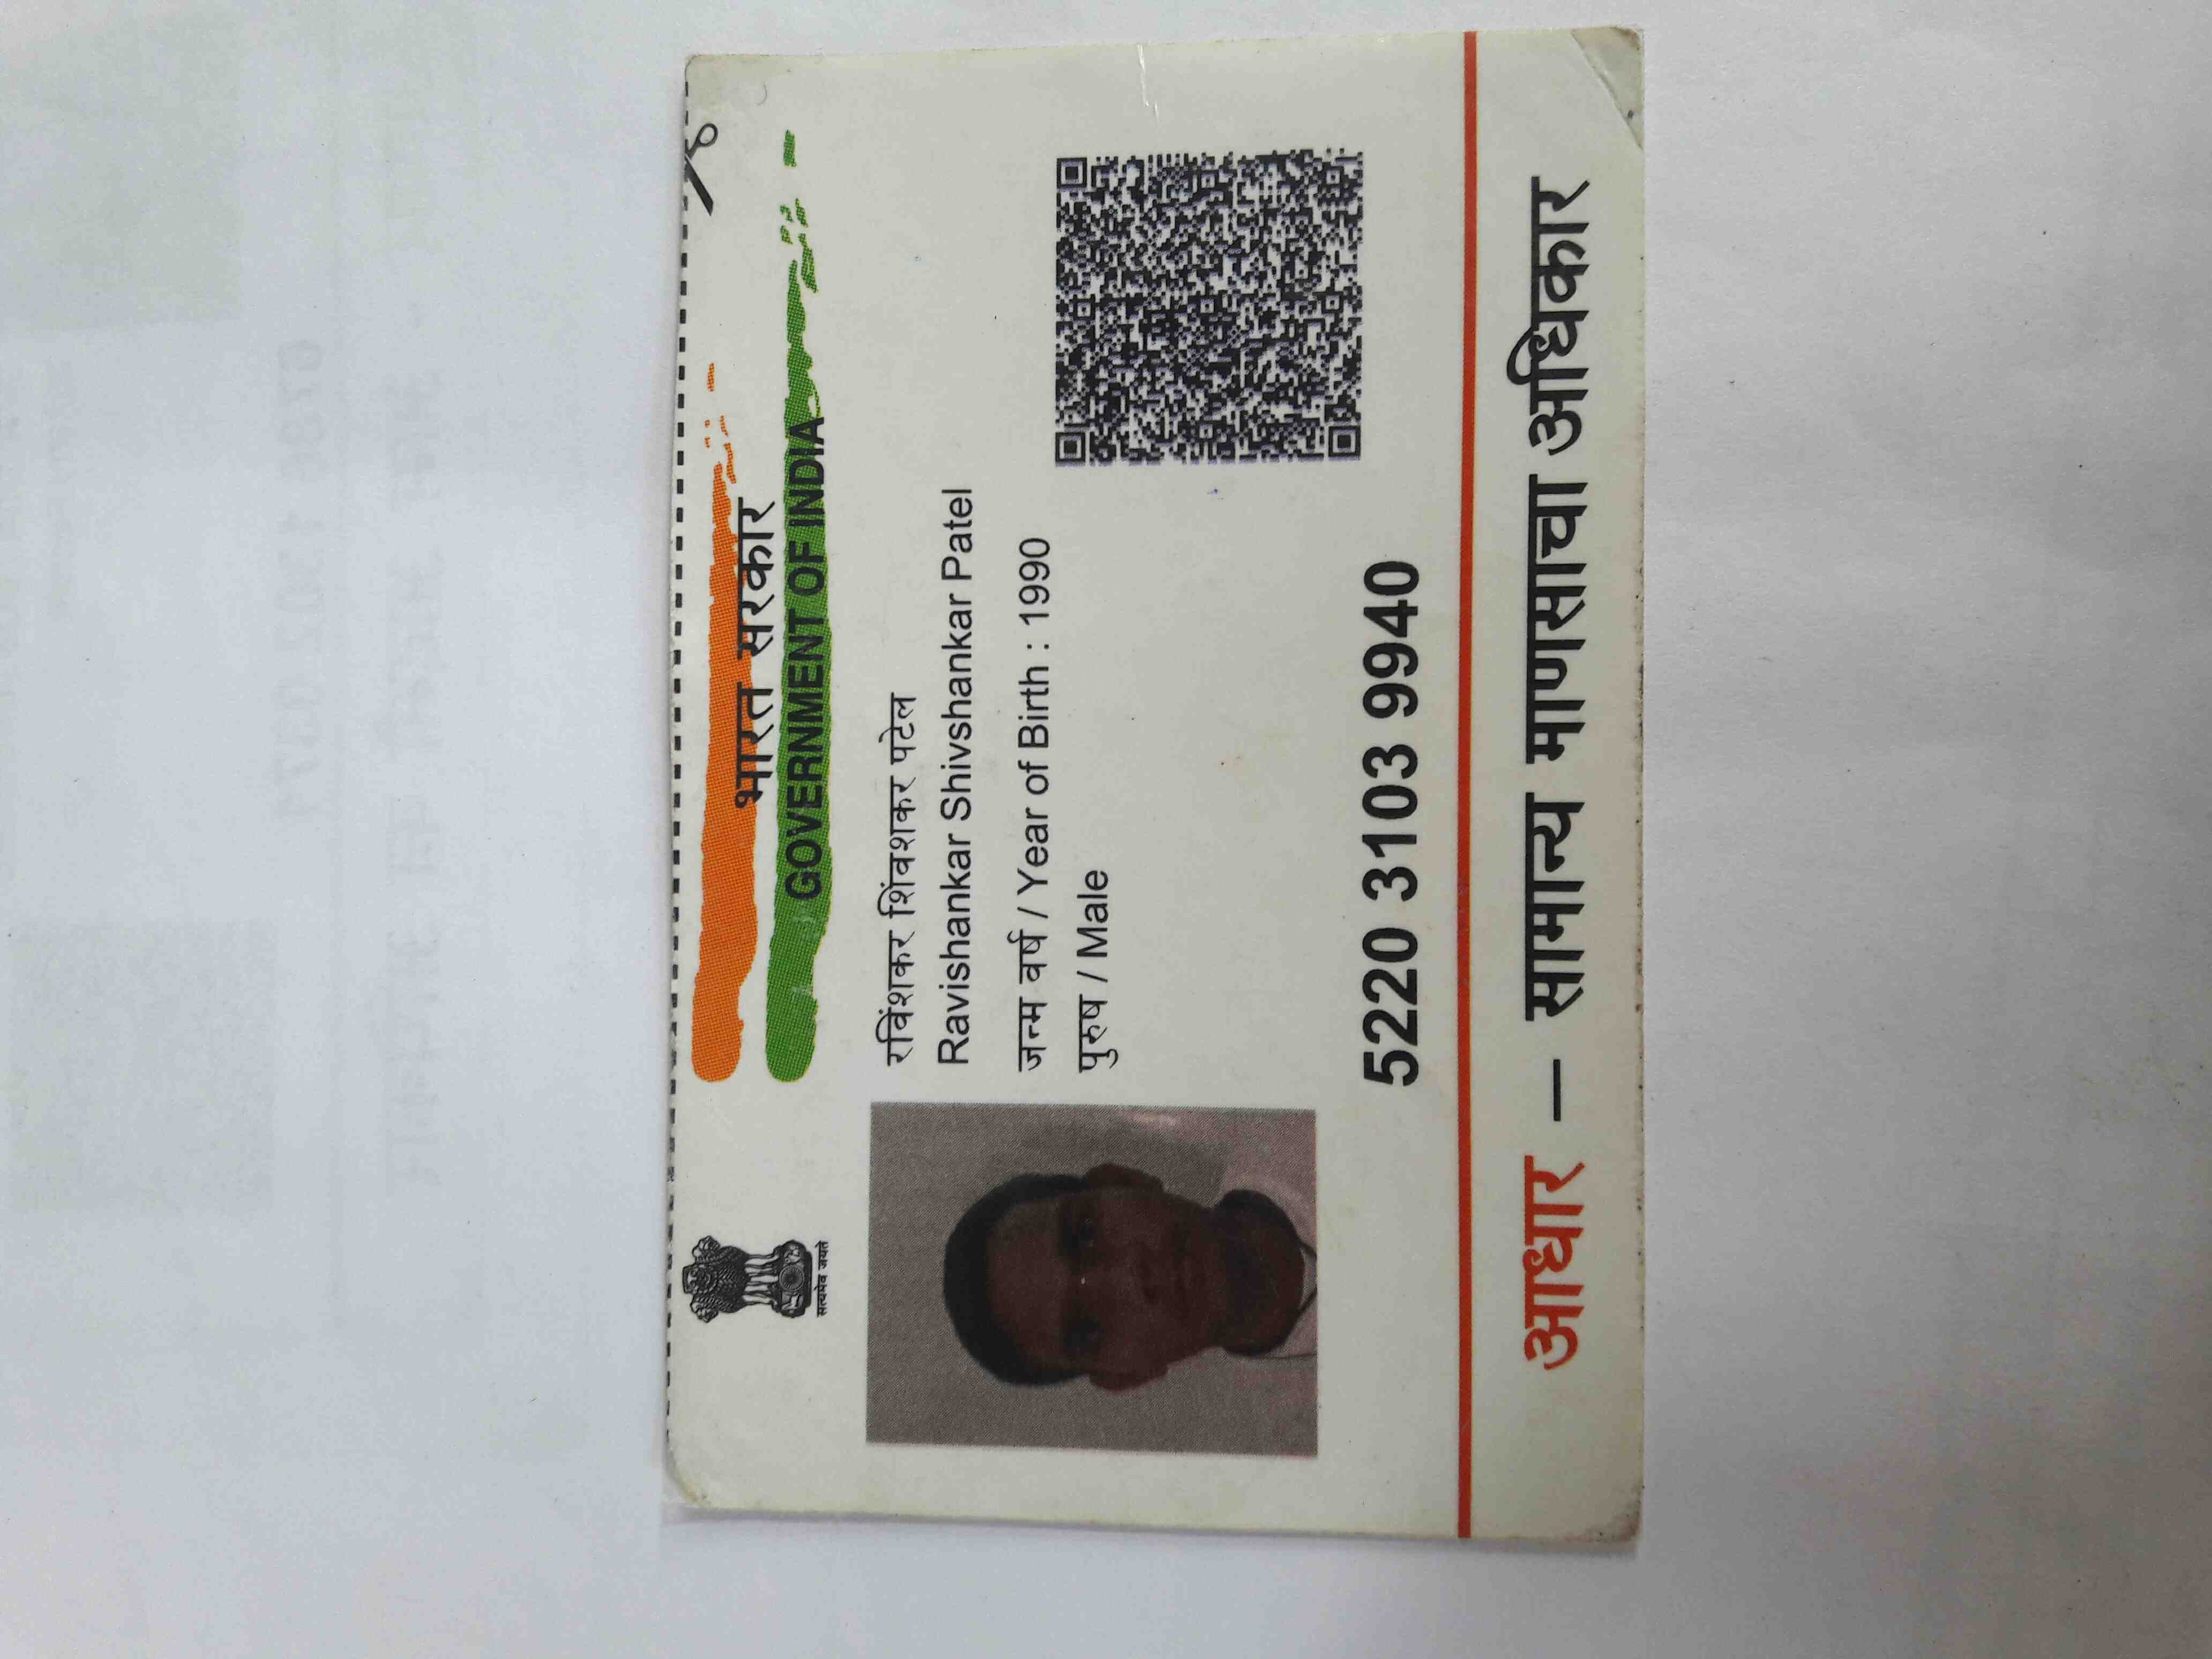 भारत सरकार
GOVERNMENT OF INDIA
सत्यमेव जयते
रविंशकर शिंवशकर पटेल
Ravishankar Shivshankar Patel
जन्म वर्ष / Year of Birth : 1990
पुरुष / Male
5220 3103 9940
आधार – सामान्य माणसाचा अधिकार